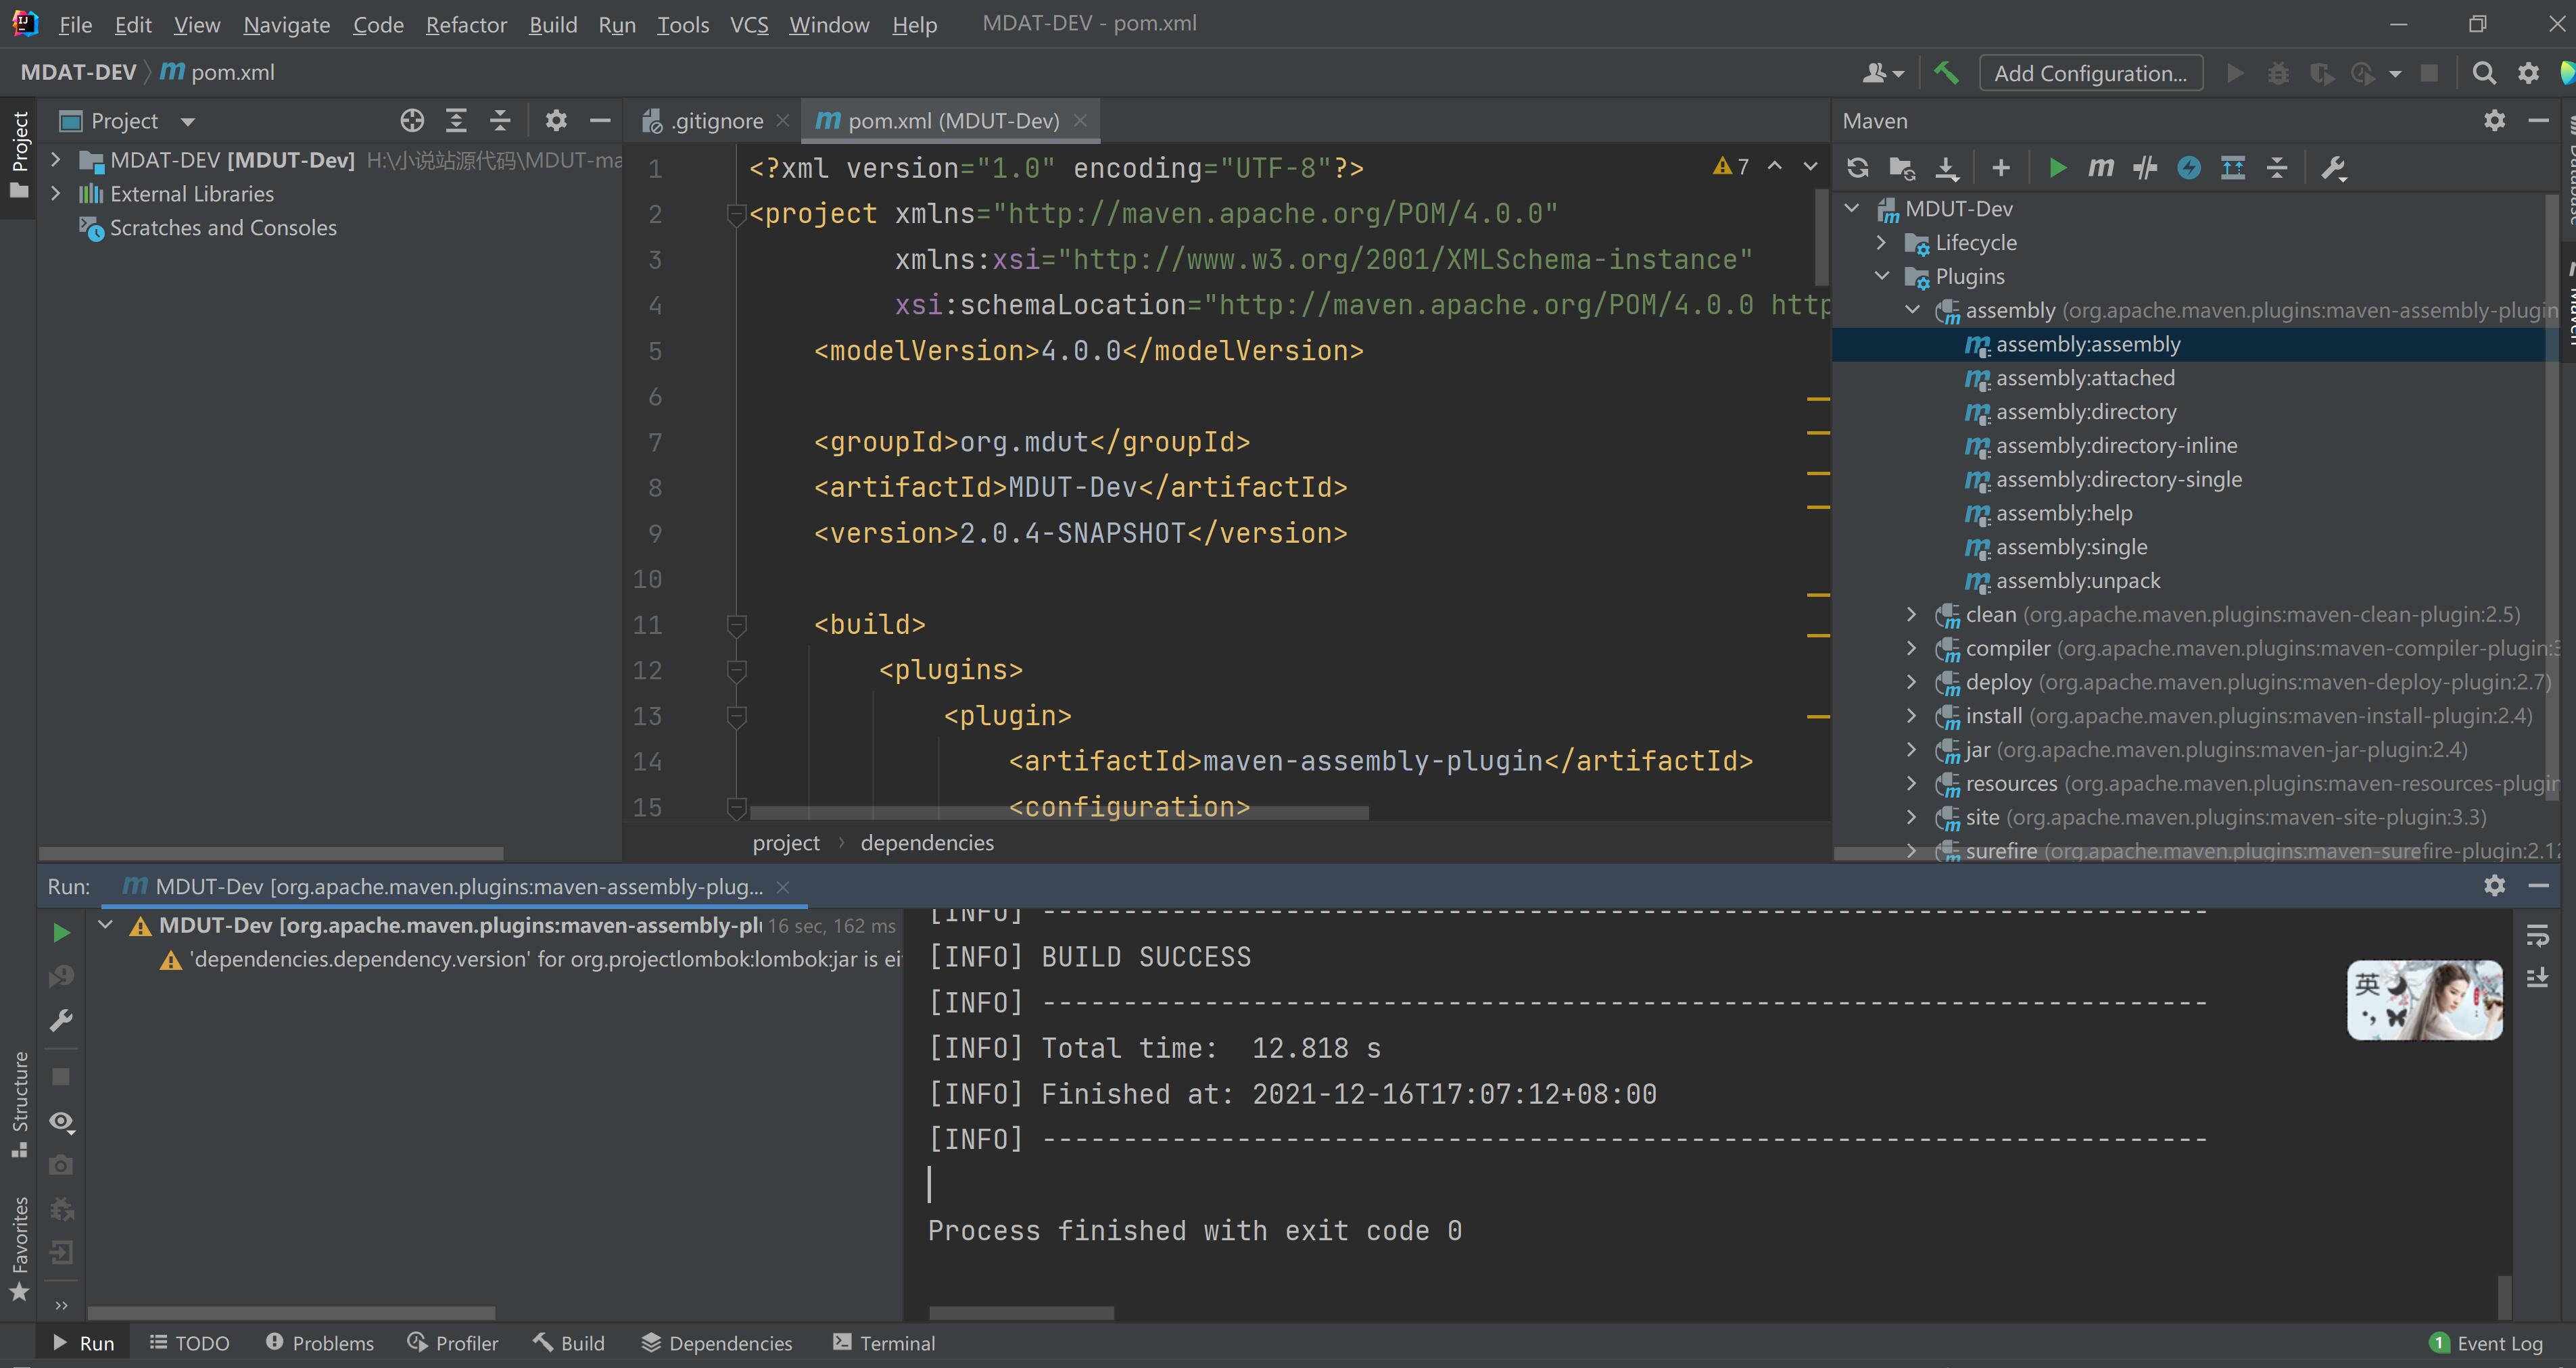 File Edit View Navigate Code Refactor Build Run Tools VCS Window Help MDAT-DEV - pom.xml
MDAT-DEV pom.xml Add Configuration...
Project
Project
MDAT-DEV [MDUT-Dev] H:\小说站源代码\MDUT-ma
External Libraries
Scratches and Consoles
.gitignore
pom.xml (MDUT-Dev)
7
1 <?xml version="1.0" encoding="UTF-8"?>
2 <project xmlns="http://maven.apache.org/POM/4.0.0"
3 xmlns:xsi="http://www.w3.org/2001/XMLSchema-instance"
4 xsi:schemaLocation="http://maven.apache.org/POM/4.0.0 http
5 <modelVersion>4.0.0</modelVersion>
6
7 <groupId>org.mdut</groupId>
8 <artifactId>MDUT-Dev</artifactId>
9 <version>2.0.4-SNAPSHOT</version>
10
11 <build>
12 <plugins>
13 <plugin>
14 <artifactId>maven-assembly-plugin</artifactId>
15 <configuration>
project › dependencies
Maven
MDUT-Dev
Lifecycle
Plugins
assembly (org.apache.maven.plugins:maven-assembly-plugin
assembly:assembly
assembly:attached
assembly:directory
assembly:directory-inline
assembly:directory-single
assembly:help
assembly:single
assembly:unpack
clean (org.apache.maven.plugins:maven-clean-plugin:2.5)
compiler (org.apache.maven.plugins:maven-compiler-plugin:3
deploy (org.apache.maven.plugins:maven-deploy-plugin:2.7)
install (org.apache.maven.plugins:maven-install-plugin:2.4)
jar (org.apache.maven.plugins:maven-jar-plugin:2.4)
resources (org.apache.maven.plugins:maven-resources-plugin
site (org.apache.maven.plugins:maven-site-plugin:3.3)
surefire (org.apache.maven.plugins:maven-surefire-plugin:2.12
Database
Maven
Run: MDUT-Dev [org.apache.maven.plugins:maven-assembly-plug...
MDUT-Dev [org.apache.maven.plugins:maven-assembly-pl 16 sec, 162 ms
'dependencies.dependency.version' for org.projectlombok:lombok:jar is ei
[INFO] ------------------------------------------------------------------------
[INFO] BUILD SUCCESS
[INFO] ------------------------------------------------------------------------
[INFO] Total time:  12.818 s
[INFO] Finished at: 2021-12-16T17:07:12+08:00
[INFO] ------------------------------------------------------------------------
Process finished with exit code 0
英
Structure
Favorites
Run TODO Problems Profiler Build Dependencies Terminal 1 Event Log